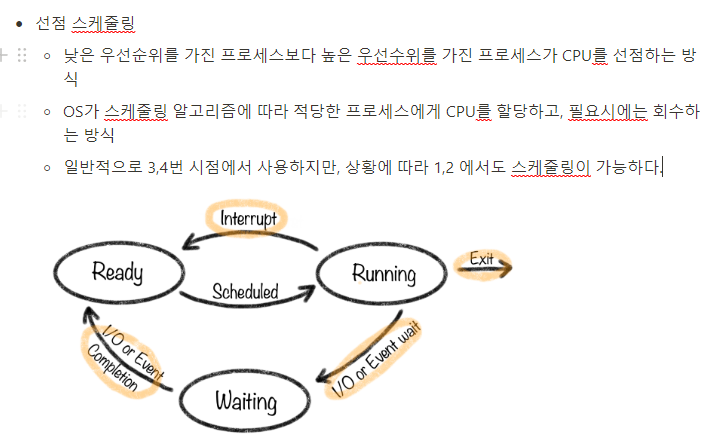 선점 스케줄링
낮은 우선순위를 가진 프로세스보다 높은 우선수위를 가진 프로세스가 CPU를 선점하는 방
식
OS가 스케줄링 알고리즘에 따라 적당한 프로세스에게 CPU를 할당하고, 필요시에는 회수하
는 방식
일반적으로 3,4번 시점에서 사용하지만, 상황에 따라 1,2 에서도 스케줄링이 가능하다.
Interrupt
Ready
Running
Exit
Scheduled
I/O or Event
Completion
I/O or Event wait
Waiting